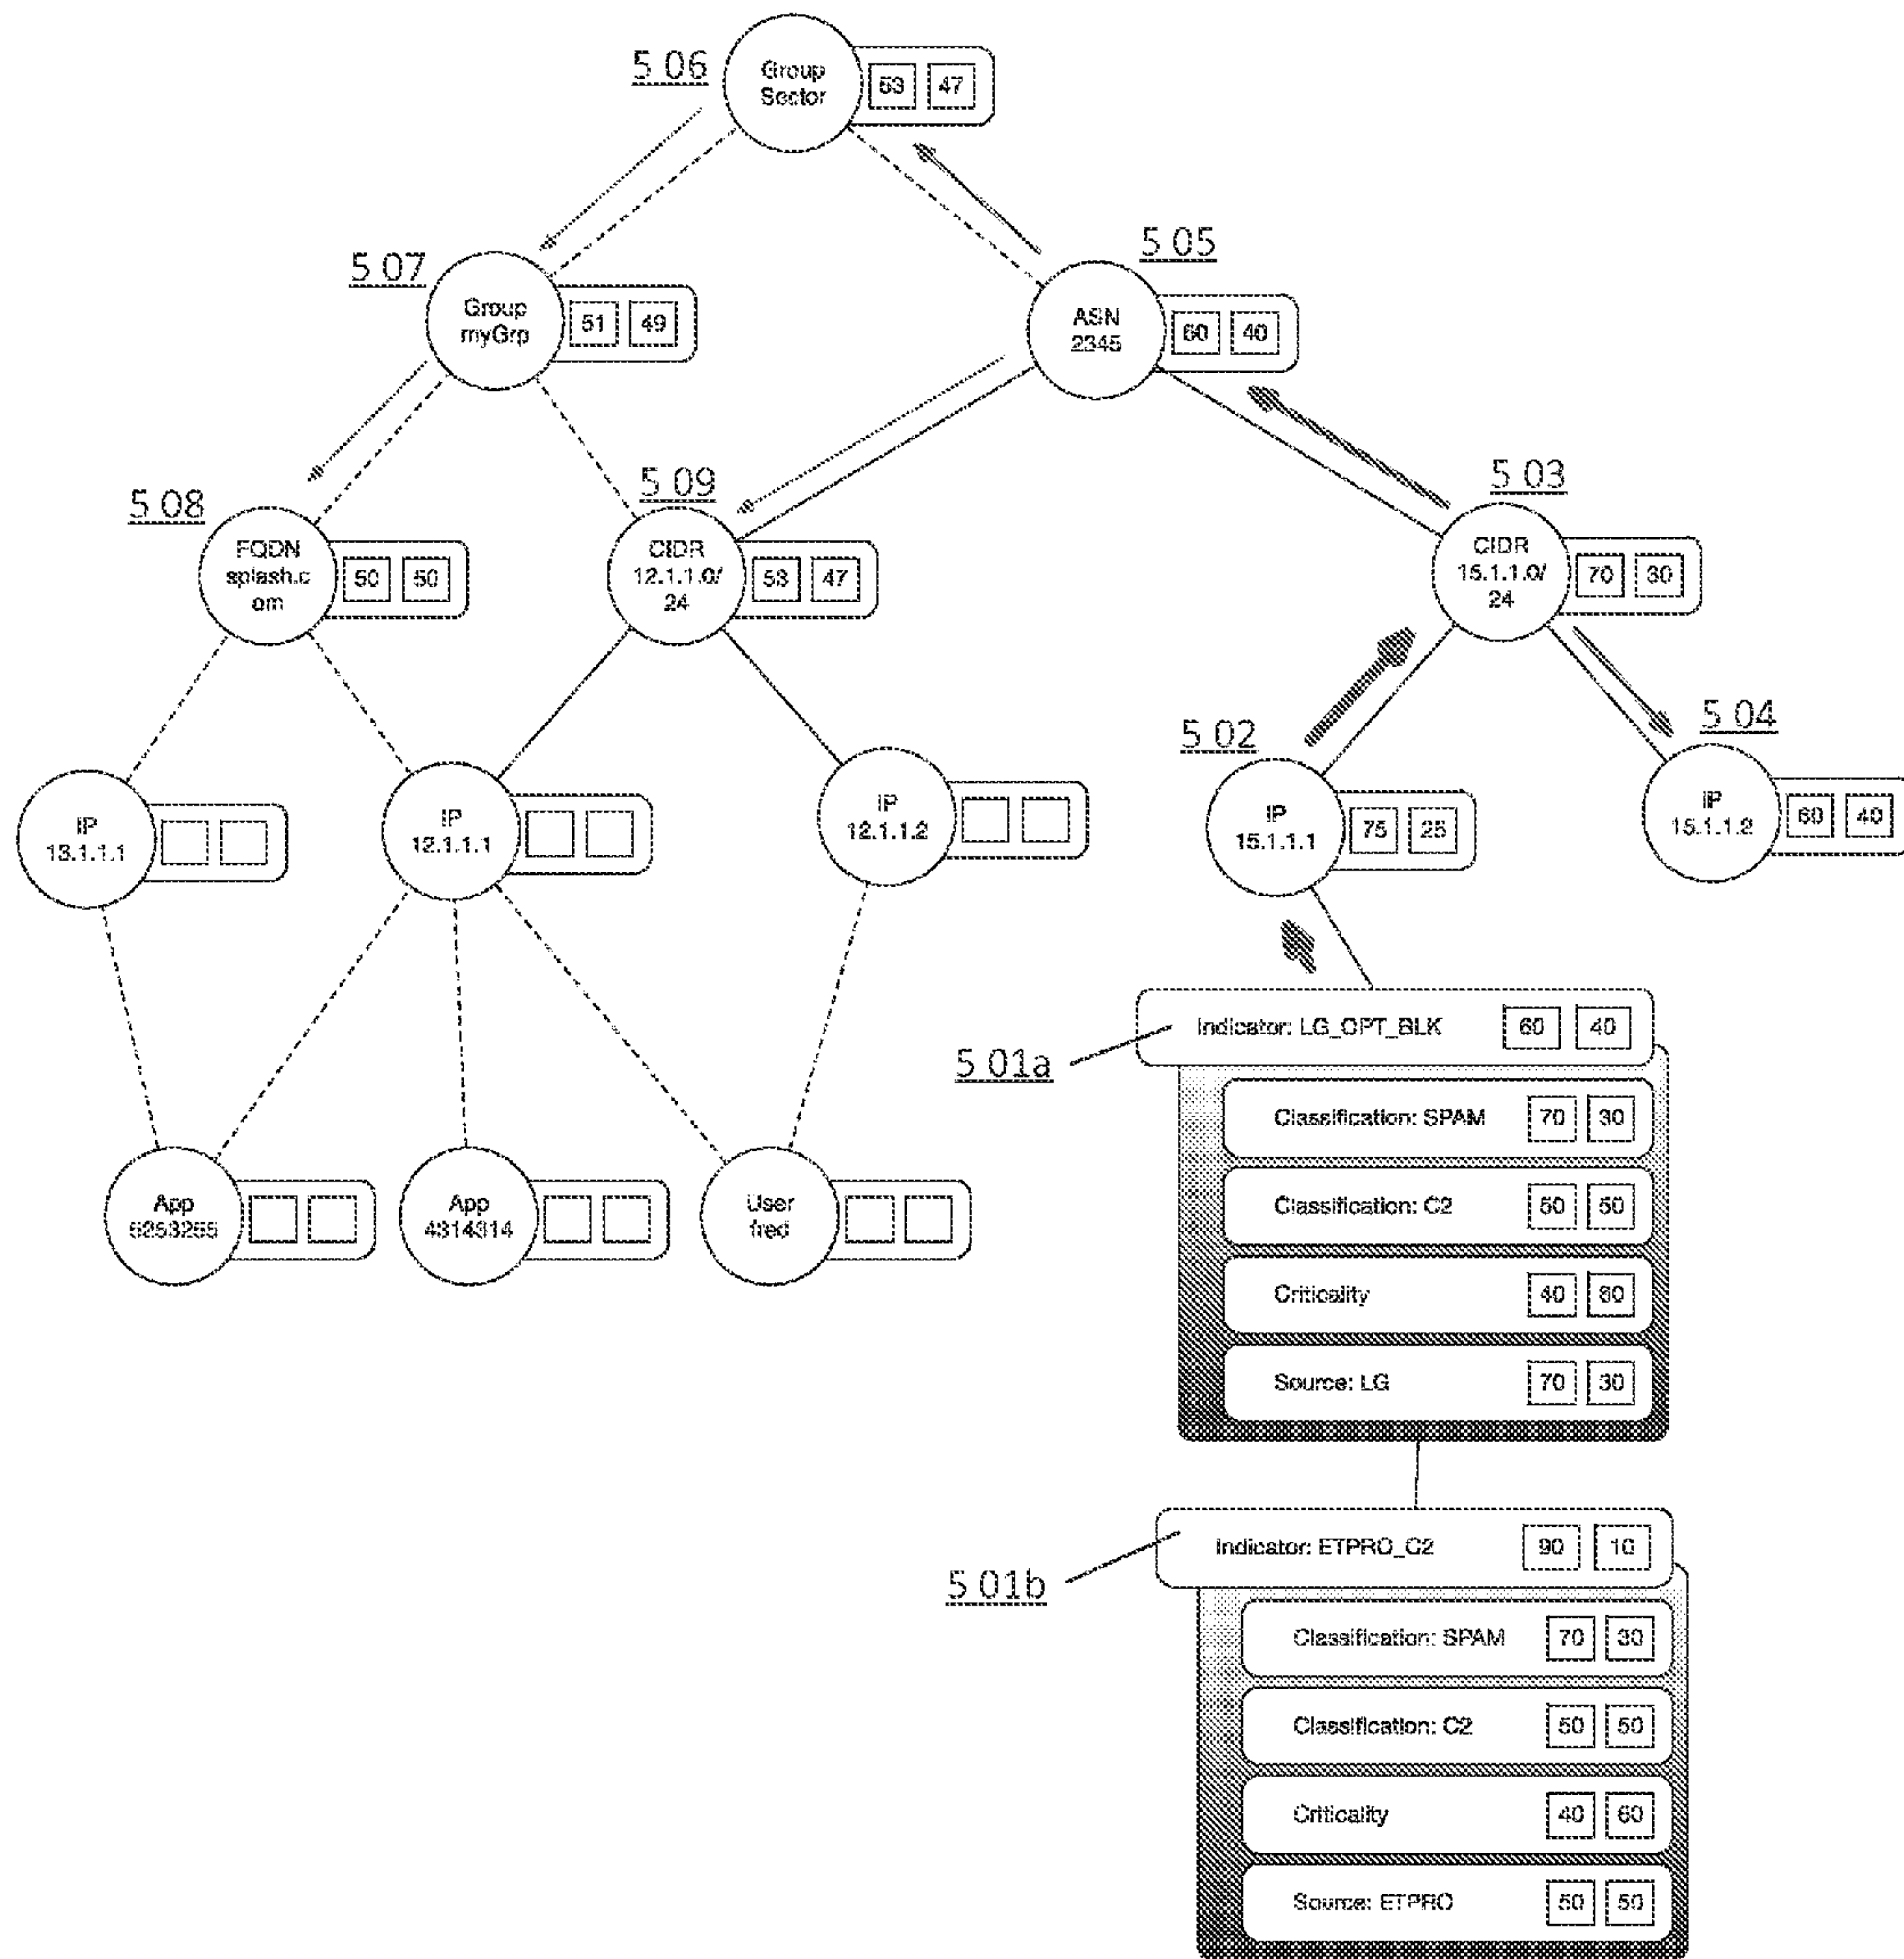 5 06
Group
Sector
53 47
5 07
Group
myGrp
51 49
5 05
ASN
2345
60 40
5 08
FQDN
splash.c
om
50 50
5 09
CIDR
12.1.1.0/
24
53 47
5 03
CIDR
15.1.1.0/
24
70 30
IP
13.1.1.1
IP
12.1.1.1
IP
12.1.1.2
5 02
IP
15.1.1.1
75 25
5 04
IP
15.1.1.2
60 40
App
App
4314314
User
fred
5 01a
Indicator: LG_OPT_BLK 60 40
Classification: SPAM 70 30
Classification: C2 50 50
Criticality 40 60
Source: LG 70 30
5 01b
Indicator: ETPRO_C2 90 10
Classification: SPAM 70 30
Classification: C2 50 50
Criticality 40 60
Source: ETPRO 50 50